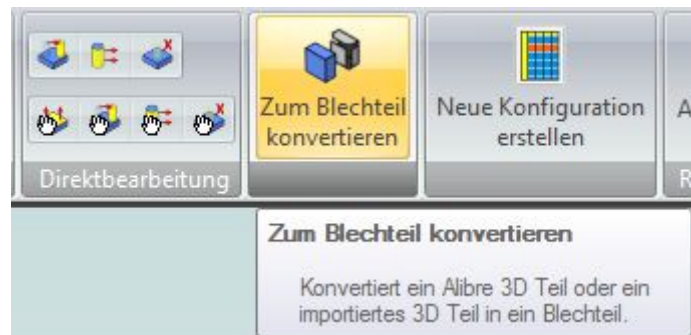 Zum Blechteil
konvertieren
Neue Konfiguration
erstellen
A
Direktbearbeitung
R
Zum Blechteil konvertieren
Konvertiert ein Alibre 3D Teil oder ein
importiertes 3D Teil in ein Blechteil.